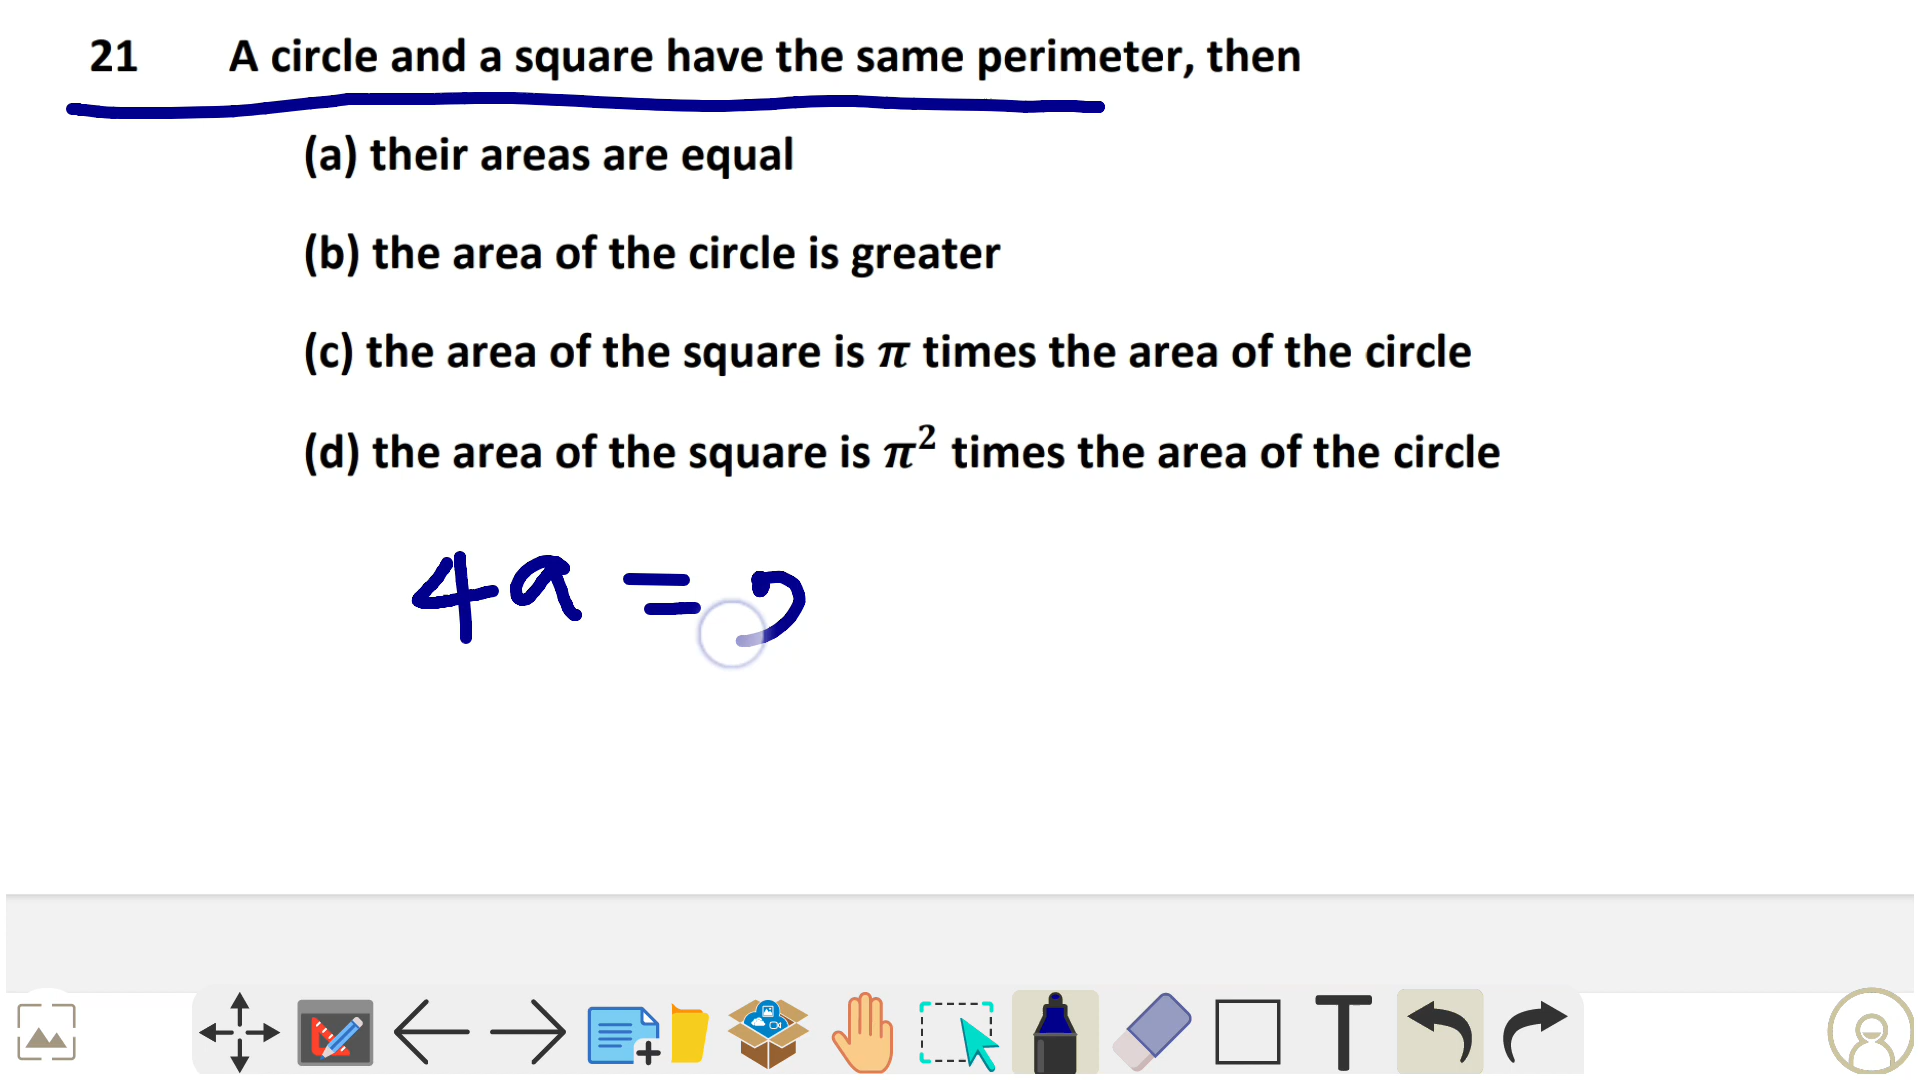 21 A circle and a square have the same perimeter, then
(a) their areas are equal
(b) the area of the circle is greater
(c) the area of the square is π times the area of the circle
(d) the area of the square is π² times the area of the circle
4a =